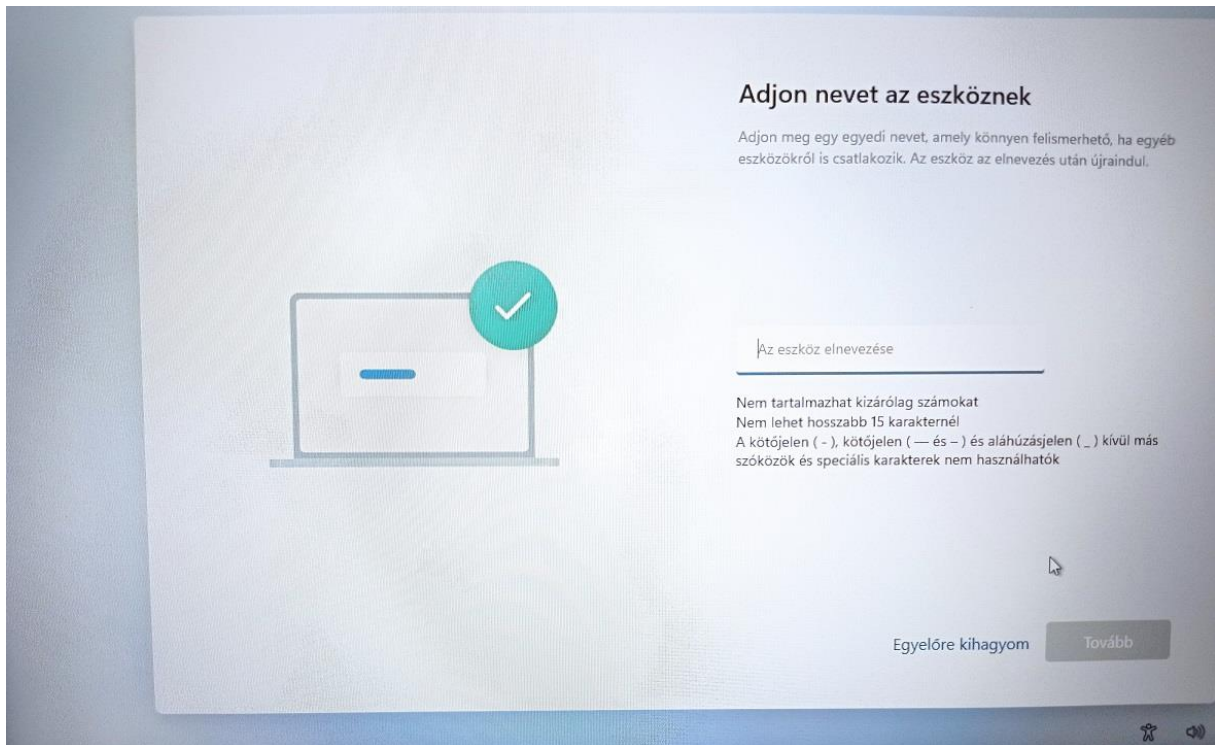 Adjon nevet az eszköznek
Adjon meg egy egyedi nevet, amely könnyen felismerhető, ha egyéb
eszközökről is csatlakozik. Az eszköz az elnevezés után újraindul.
Az eszköz elnevezése
Nem tartalmazhat kizárólag számokat
Nem lehet hosszabb 15 karakternél
A kötőjelen ( - ), kötőjelen ( — és – ) és aláhúzásjelen ( _ ) kívül más
szóközök és speciális karakterek nem használhatók
Egyelőre kihagyom
Tovább